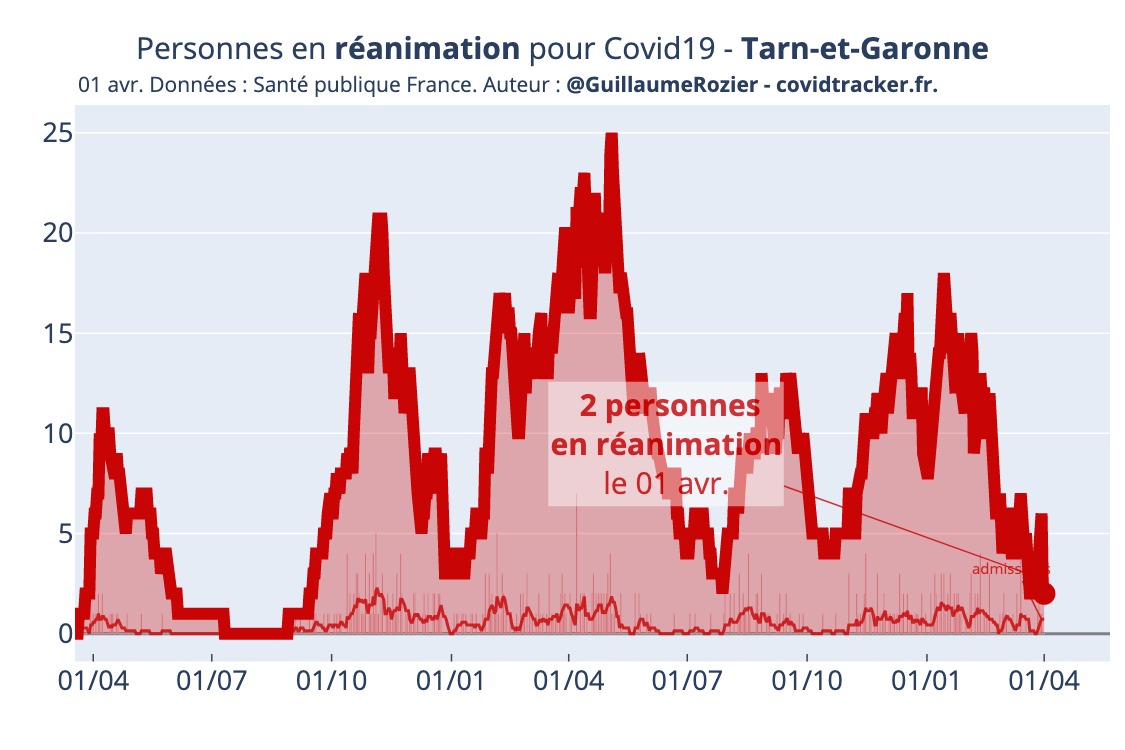 Personnes en réanimation pour Covid19 - Tarn-et-Garonne
01 avr. Données : Santé publique France. Auteur : @GuillaumeRozier - covidtracker.fr.
25
20
15
10
5
0
2 personnes
en réanimation
le 01 avr.
01/04 01/07 01/10 01/01 01/04 01/07 01/10 01/01 01/04